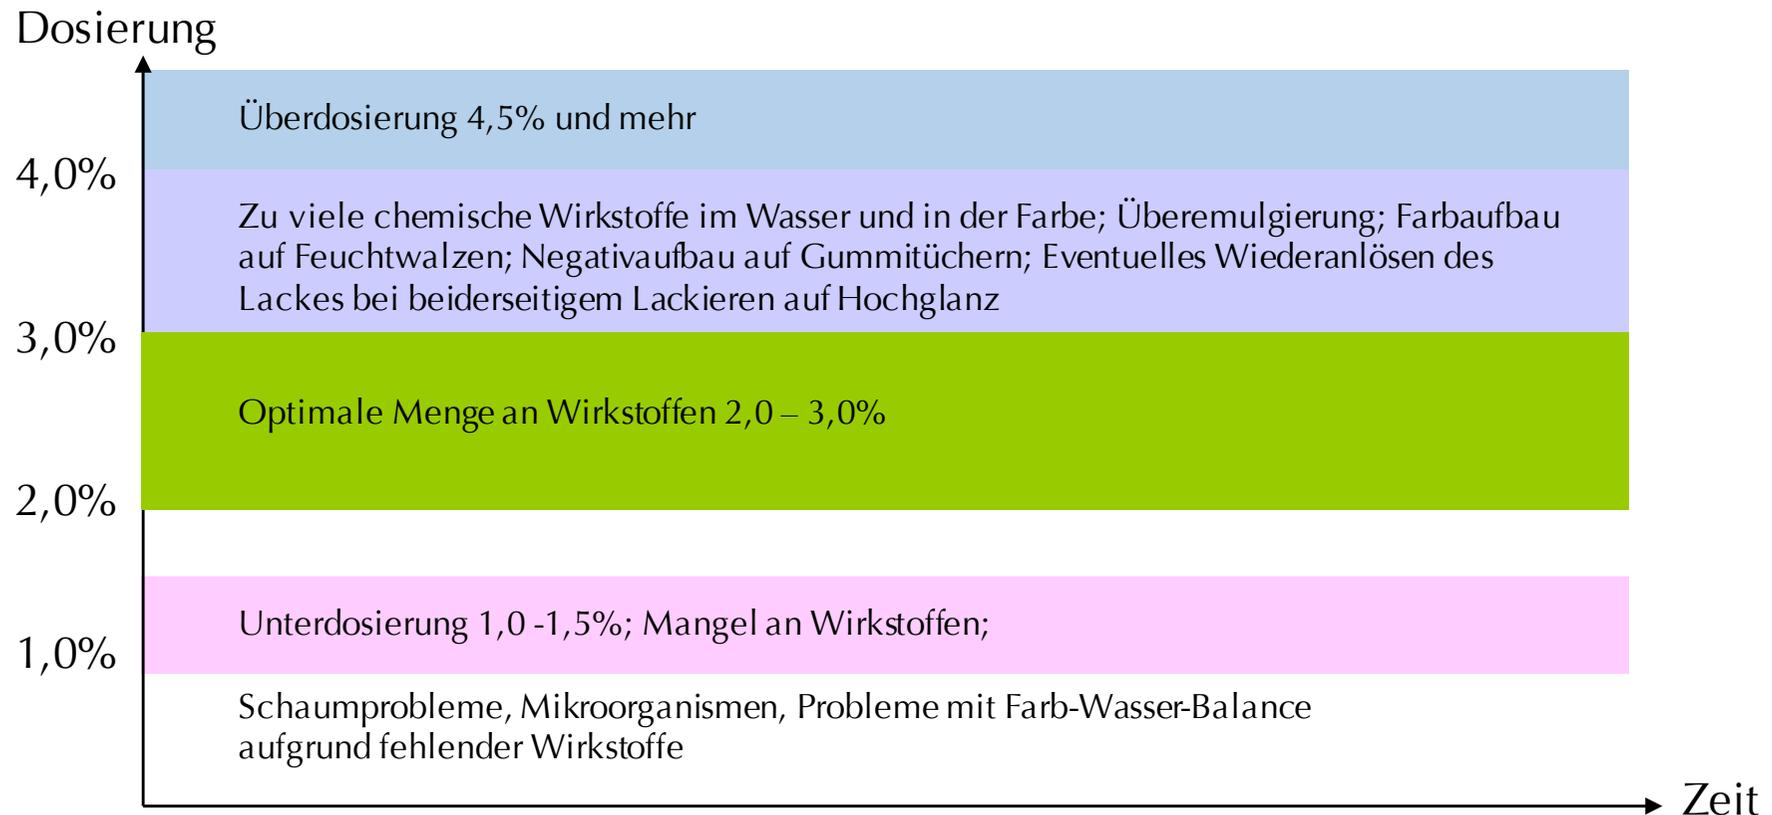 Dosierung
Überdosierung 4,5% und mehr
4,0%
Zu viele chemische Wirkstoffe im Wasser und in der Farbe; Überemulgierung; Farbaufbau
auf Feuchtwalzen; Negativaufbau auf Gummitüchern; Eventuelles Wiederanlösen des
Lackes bei beiderseitigem Lackieren auf Hochglanz
3,0%
Optimale Menge an Wirkstoffen 2,0 – 3,0%
2,0%
Unterdosierung 1,0 -1,5%; Mangel an Wirkstoffen;
1,0%
Schaumprobleme, Mikroorganismen, Probleme mit Farb-Wasser-Balance
aufgrund fehlender Wirkstoffe
Zeit